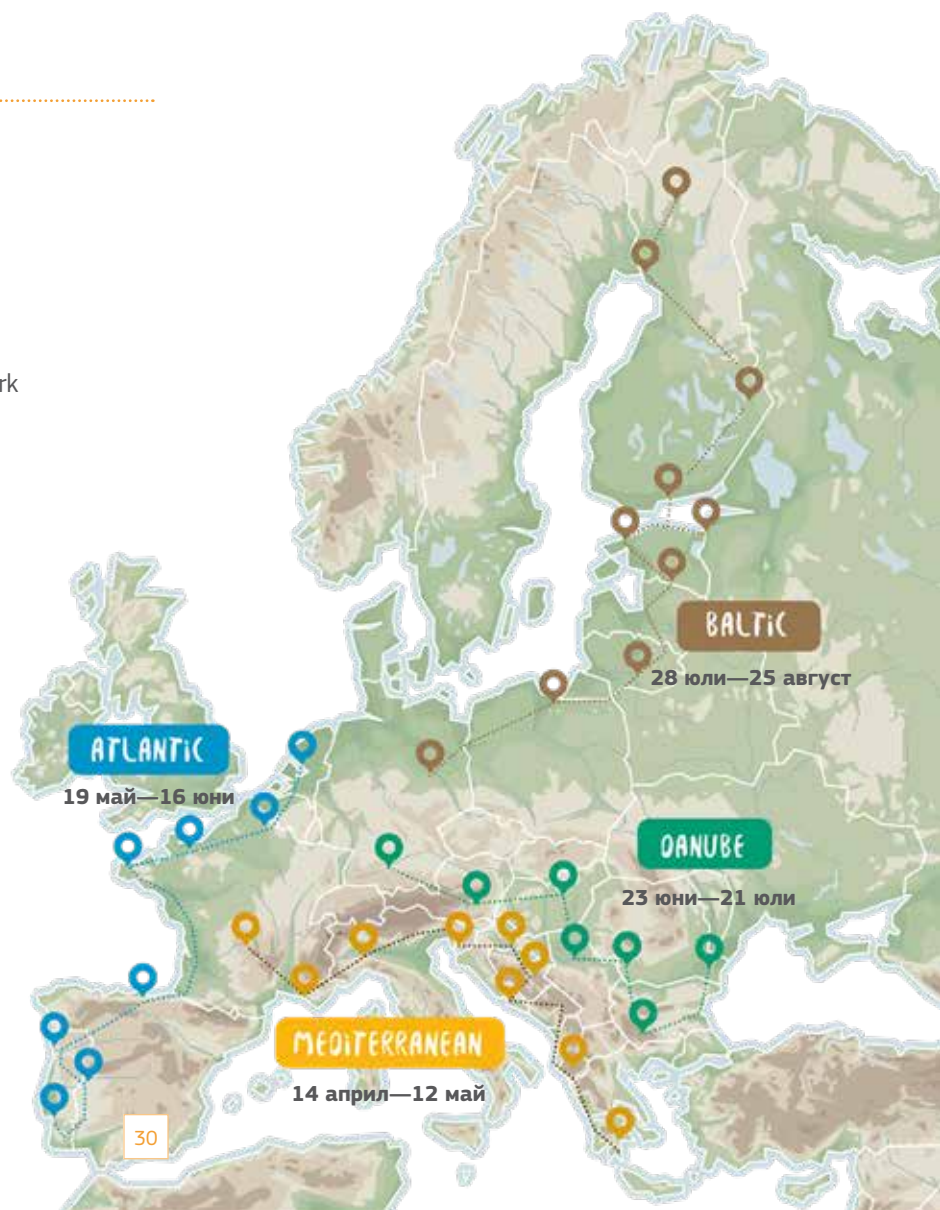 rk
BALTIC
28 юли—25 август
ATLANTIC
19 май—16 юни
DANUBE
23 юни—21 юли
MEDITERRANEAN
14 април—12 май
30